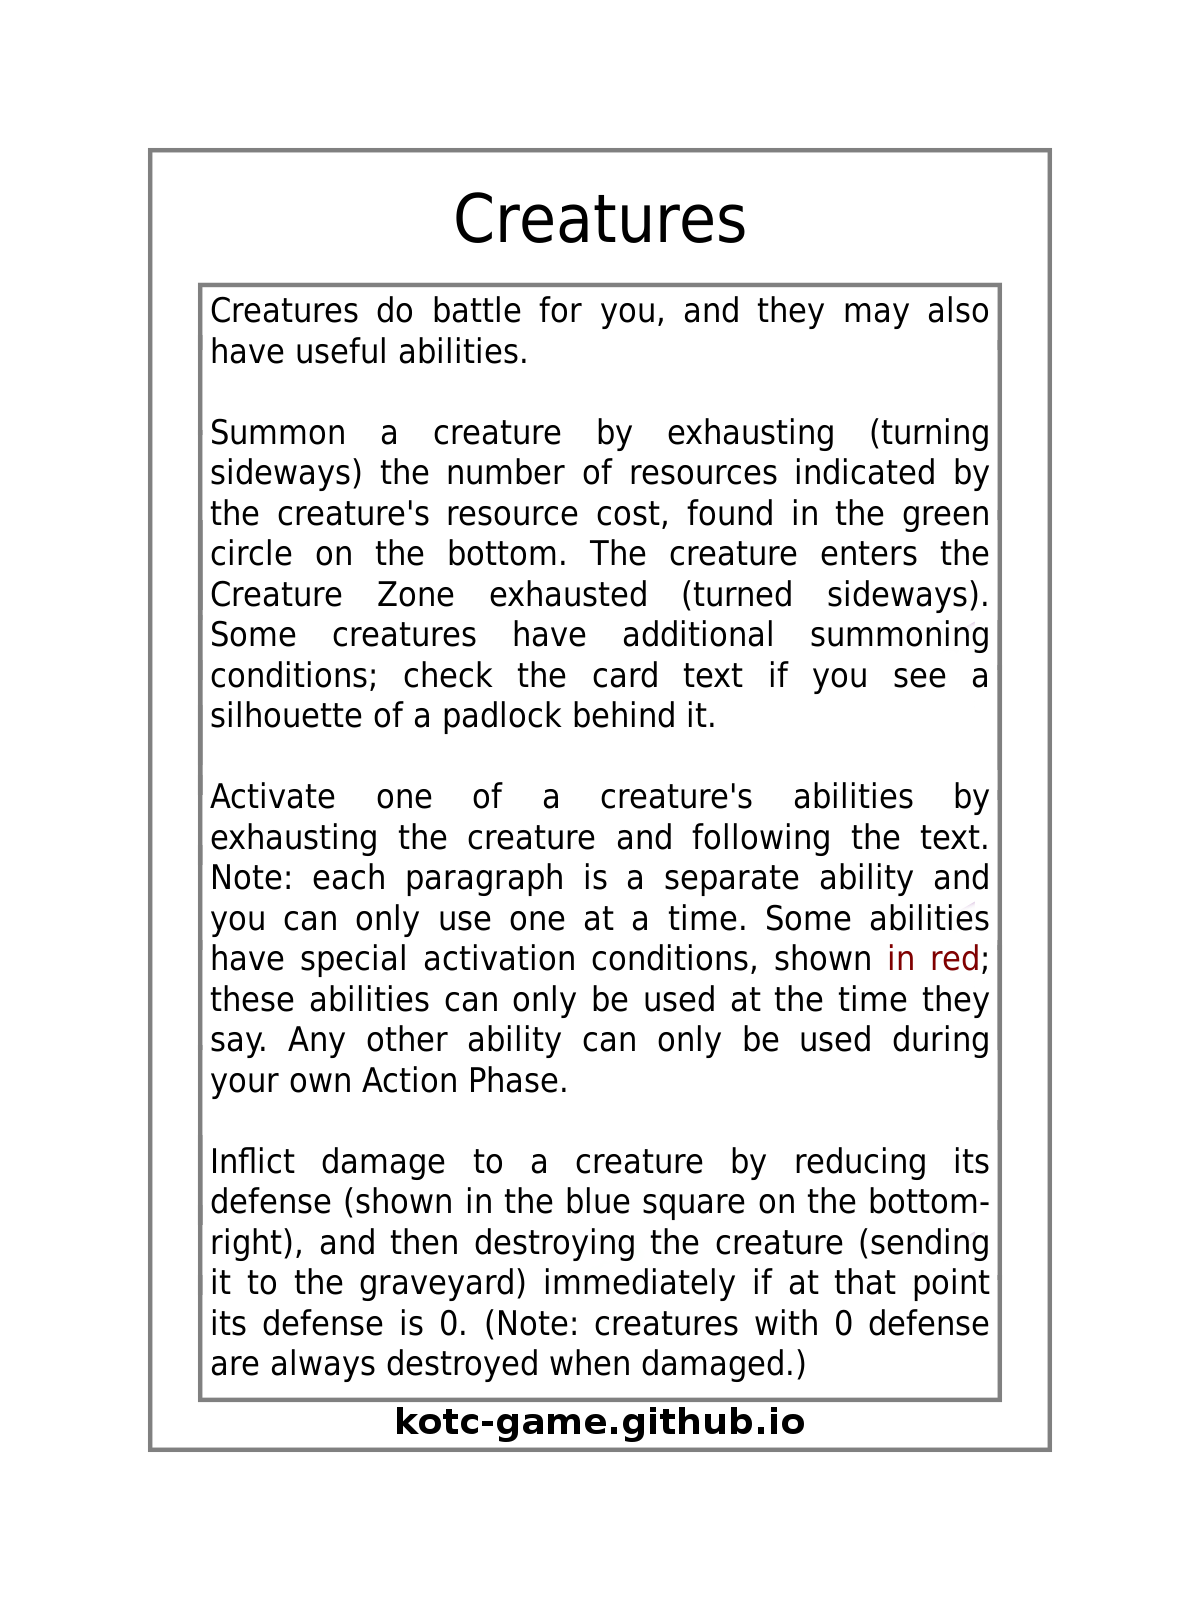 Creatures
Creatures do battle for you, and they may also
have useful abilities.
Summon a creature by exhausting (turning
sideways) the number of resources indicated by
the creature's resource cost, found in the green
circle on the bottom. The creature enters the
Creature Zone exhausted (turned sideways).
Some creatures have additional summoning
conditions; check the card text if you see a
silhouette of a padlock behind it.
Activate one of a creature's abilities by
exhausting the creature and following the text.
Note: each paragraph is a separate ability and
you can only use one at a time. Some abilities
have special activation conditions, shown in red;
these abilities can only be used at the time they
say. Any other ability can only be used during
your own Action Phase.
Inflict damage to a creature by reducing its
defense (shown in the blue square on the bottom-
right), and then destroying the creature (sending
it to the graveyard) immediately if at that point
its defense is 0. (Note: creatures with 0 defense
are always destroyed when damaged.)
kotc-game.github.io